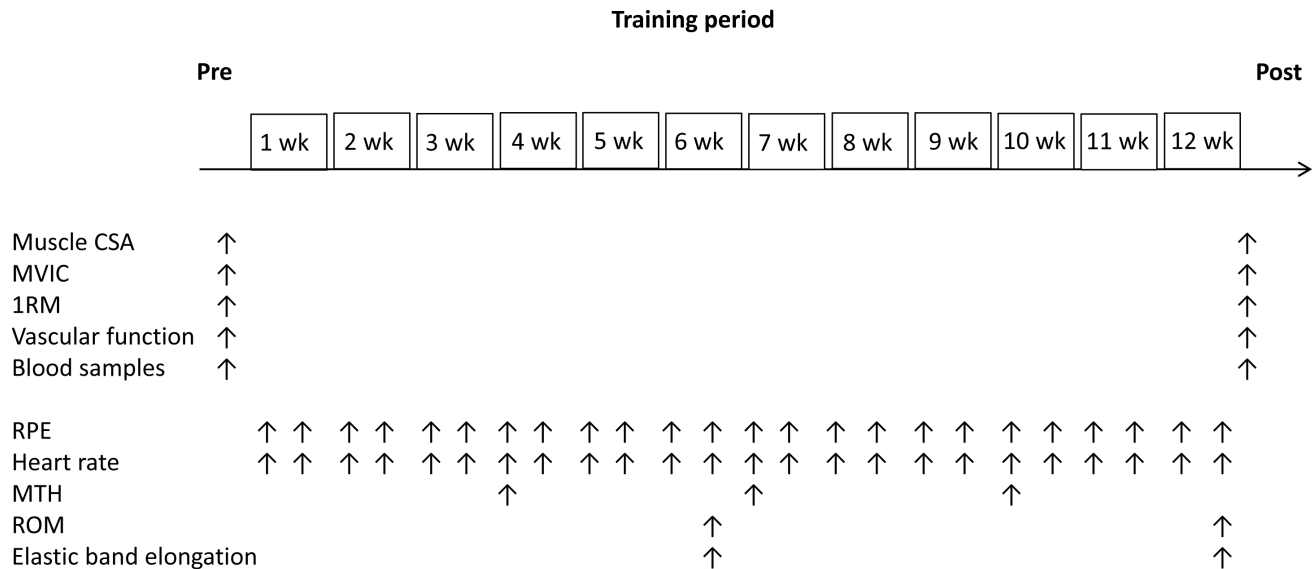 Training period
Pre
Post
1 wk 2 wk 3 wk 4 wk 5 wk 6 wk 7 wk 8 wk 9 wk 10 wk 11 wk 12 wk
Muscle CSA
MVIC
1RM
Vascular function
Blood samples
RPE
Heart rate
MTH
ROM
Elastic band elongation